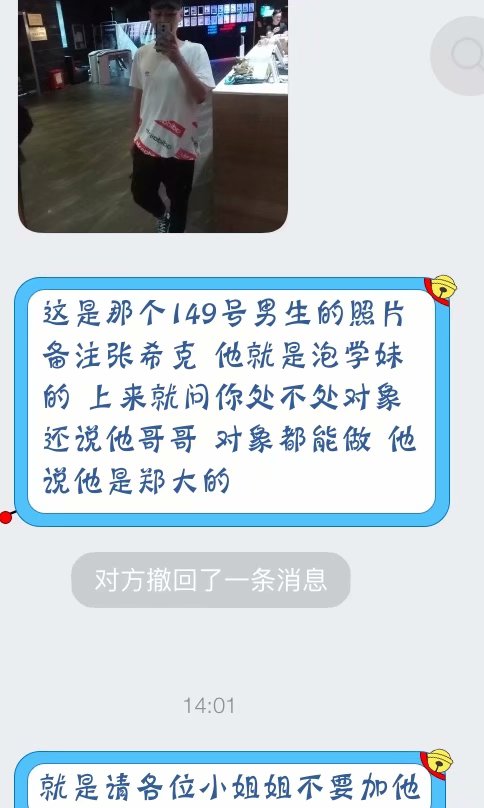 这是那个149号男生的照片
备注张希克 他就是泡学妹
的 上来就问你处不处对象
还说他哥哥 对象都能做 他
说他是郑大的
对方撤回了一条消息
14:01
就是请各位小姐姐不要加他